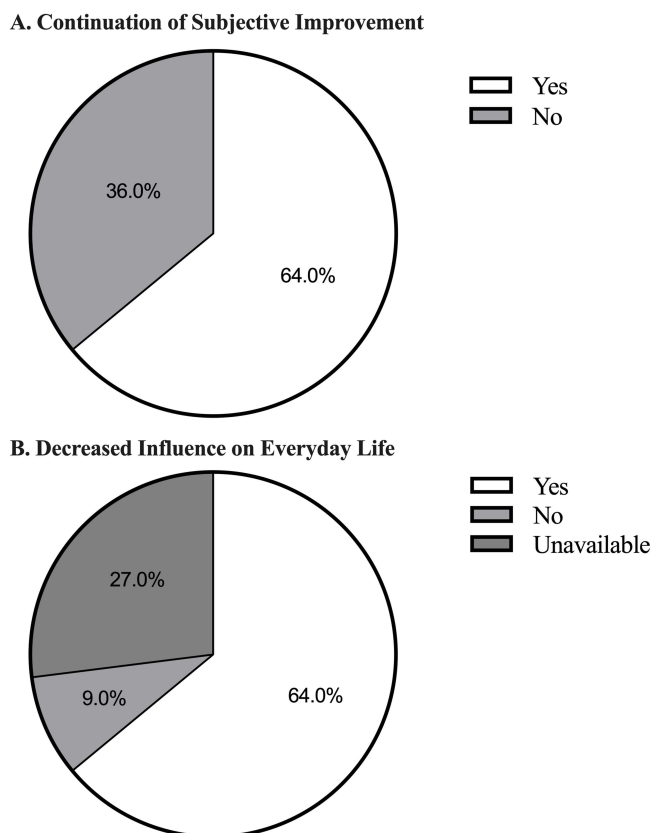 A. Continuation of Subjective Improvement
Yes
No
36.0%
64.0%
B. Decreased Influence on Everyday Life
Yes
No
Unavailable
27.0%
9.0%
64.0%